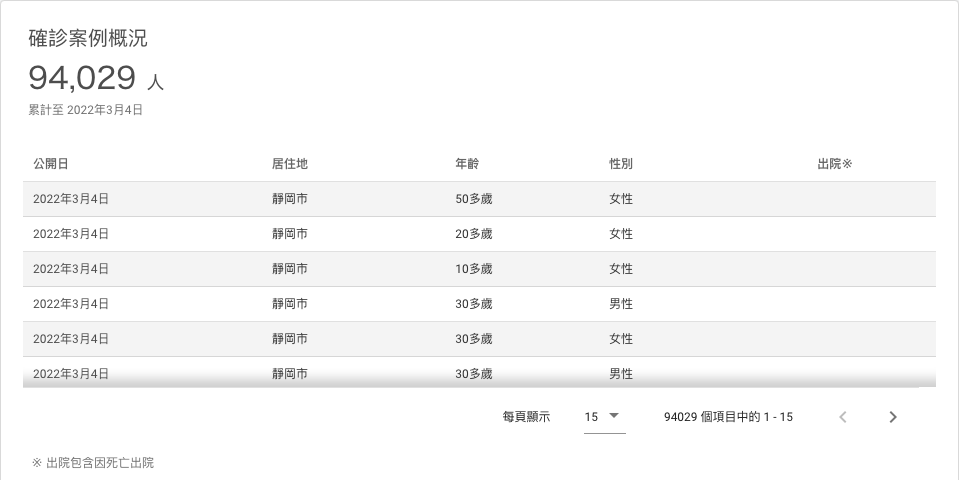 確診案例概況
94,029 人
累計至 2022年3月4日
公開日 居住地 年齡 性別 出院※
2022年3月4日 靜岡市 50多歲 女性
2022年3月4日 靜岡市 20多歲 女性
2022年3月4日 靜岡市 10多歲 女性
2022年3月4日 靜岡市 30多歲 男性
2022年3月4日 靜岡市 30多歲 女性
2022年3月4日 靜岡市 30多歲 男性
每頁顯示 15 94029 個項目中的 1 - 15
※ 出院包含因死亡出院